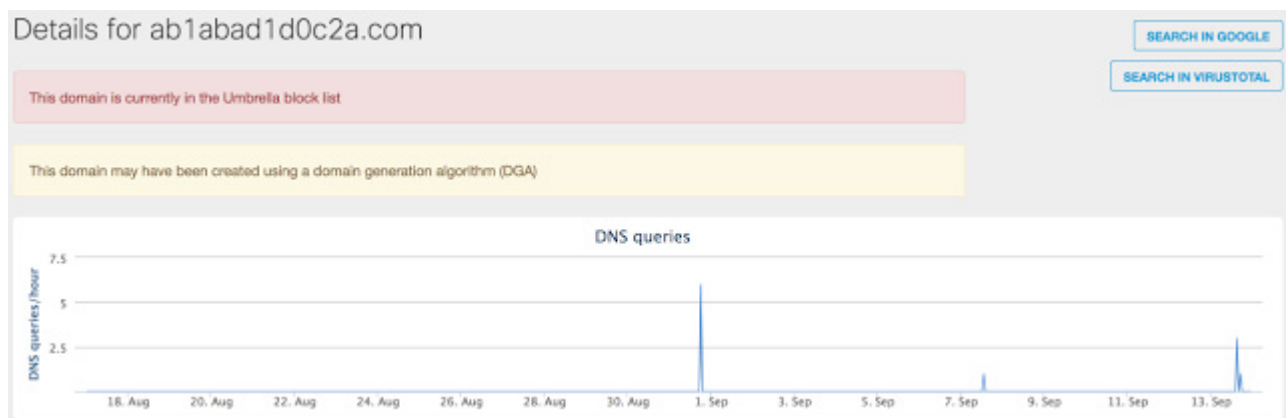 Details for ab1abad1d0c2a.com
SEARCH IN GOOGLE
SEARCH IN VIRUSTOTAL
This domain is currently in the Umbrella block list
This domain may have been created using a domain generation algorithm (DGA)
DNS queries
DNS queries/hour
7.5
5
2.5
18. Aug 20. Aug 22. Aug 24. Aug 26. Aug 28. Aug 30. Aug 1. Sep 3. Sep 5. Sep 7. Sep 9. Sep 11. Sep 13. Sep